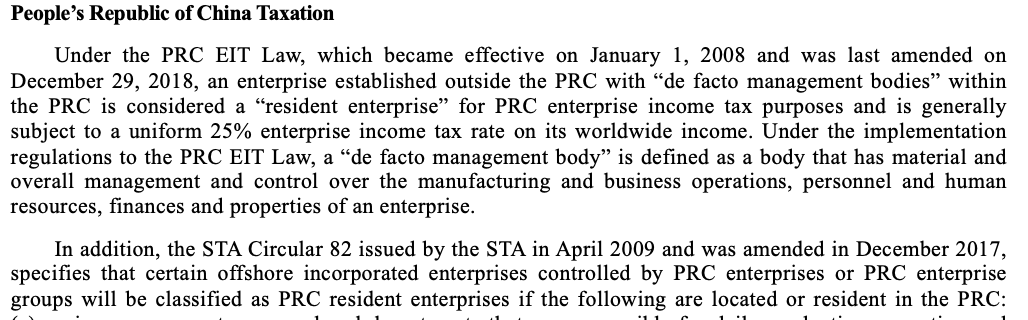 People’s Republic of China Taxation
Under the PRC EIT Law, which became effective on January 1, 2008 and was last amended on
December 29, 2018, an enterprise established outside the PRC with “de facto management bodies” within
the PRC is considered a “resident enterprise” for PRC enterprise income tax purposes and is generally
subject to a uniform 25% enterprise income tax rate on its worldwide income. Under the implementation
regulations to the PRC EIT Law, a “de facto management body” is defined as a body that has material and
overall management and control over the manufacturing and business operations, personnel and human
resources, finances and properties of an enterprise.
In addition, the STA Circular 82 issued by the STA in April 2009 and was amended in December 2017,
specifies that certain offshore incorporated enterprises controlled by PRC enterprises or PRC enterprise
groups will be classified as PRC resident enterprises if the following are located or resident in the PRC: